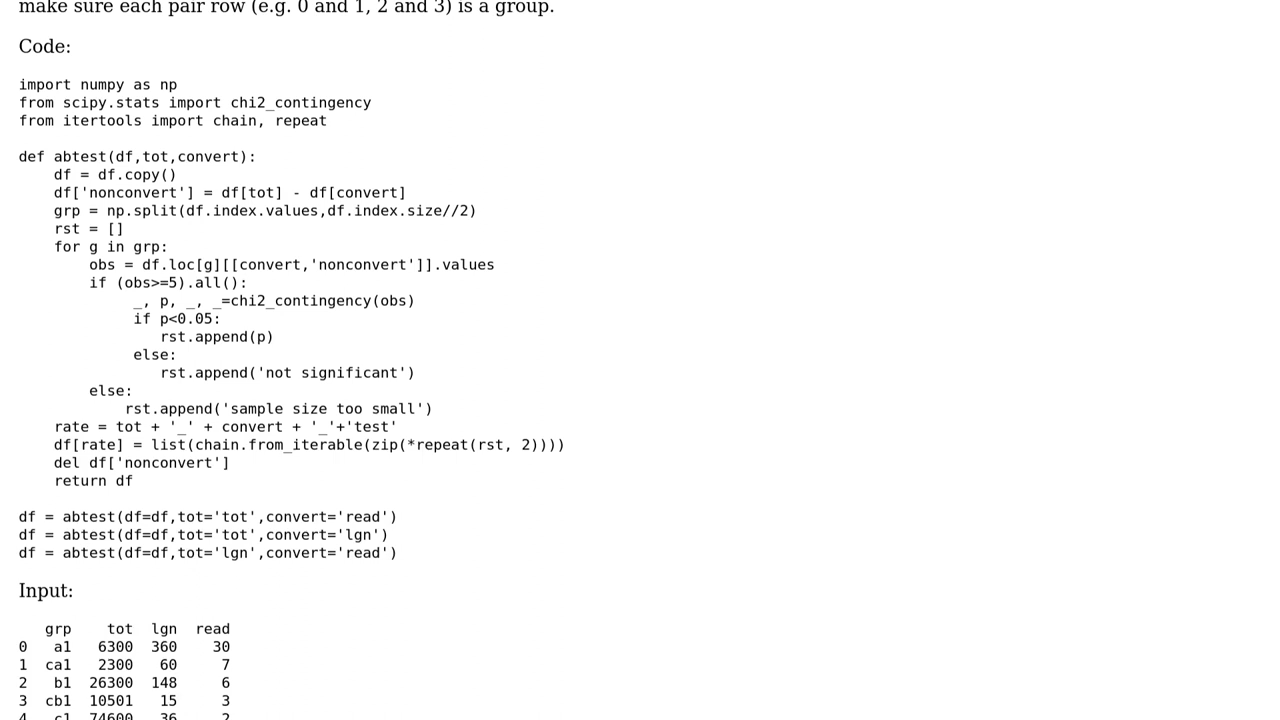 make sure each pair row (e.g. 0 and 1, 2 and 3) is a group.
Code:
import numpy as np
from scipy.stats import chi2_contingency
from itertools import chain, repeat
def abtest(df,tot,convert):
    df = df.copy()
    df['nonconvert'] = df[tot] - df[convert]
    grp = np.split(df.index.values,df.index.size//2)
    rst = []
    for g in grp:
        obs = df.loc[g][[convert,'nonconvert']].values
        if (obs>=5).all():
             _, p, _, _=chi2_contingency(obs)
             if p<0.05:
                rst.append(p)
             else:
                rst.append('not significant')
        else:
            rst.append('sample size too small')
    rate = tot + '_' + convert + '_'+'test'
    df[rate] = list(chain.from_iterable(zip(*repeat(rst, 2))))
    del df['nonconvert']
    return df
df = abtest(df=df,tot='tot',convert='read')
df = abtest(df=df,tot='tot',convert='lgn')
df = abtest(df=df,tot='lgn',convert='read')
Input:
   grp    tot  lgn  read
0   a1   6300  360    30
1  ca1   2300   60     7
2   b1  26300  148     6
3  cb1  10501   15     3
4   c1  74600   36     2